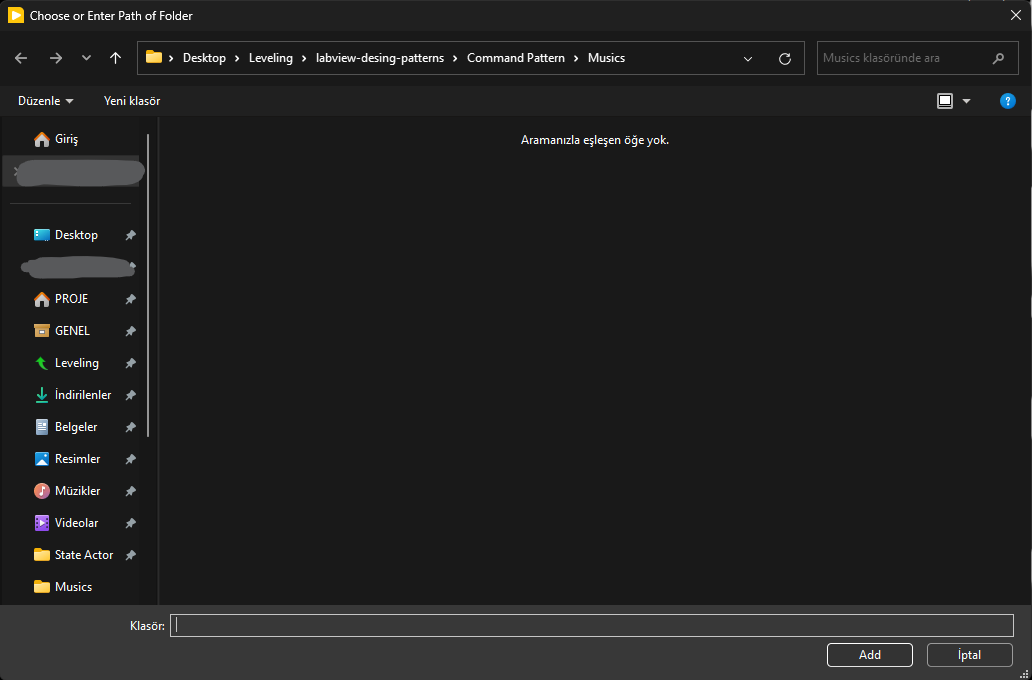 Choose or Enter Path of Folder
Desktop › Leveling › labview-desing-patterns › Command Pattern › Musics
Musics klasöründe ara
Düzenle
Yeni klasör
?
Giriş
Aramanızla eşleşen öğe yok.
Desktop
PROJE
GENEL
Leveling
İndirilenler
Belgeler
Resimler
Müzikler
Videolar
State Actor
Musics
Klasör:
Add
İptal